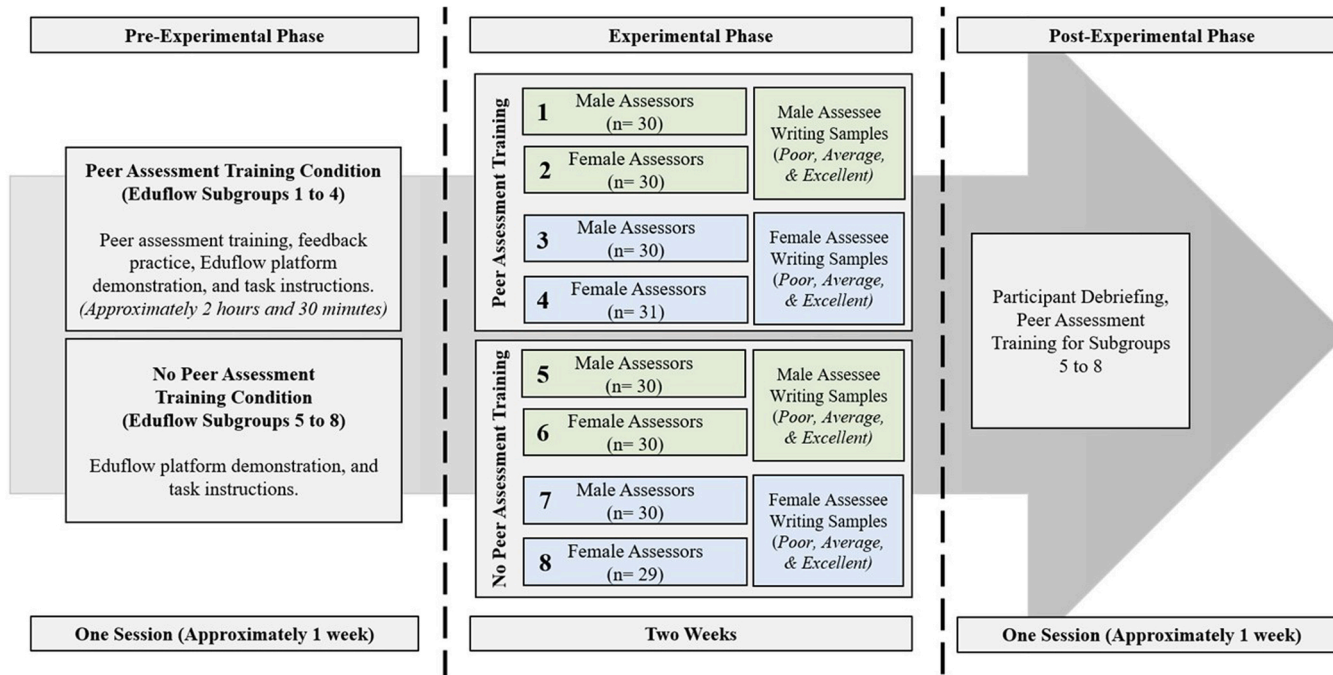 Pre-Experimental Phase
Experimental Phase
Post-Experimental Phase
Peer Assessment Training Condition
(Eduflow Subgroups 1 to 4)
Peer assessment training, feedback
practice, Eduflow platform
demonstration, and task instructions.
(Approximately 2 hours and 30 minutes)
No Peer Assessment
Training Condition
(Eduflow Subgroups 5 to 8)
Eduflow platform demonstration, and
task instructions.
Peer Assessment Training
1
Male Assessors
(n= 30)
2
Female Assessors
(n= 30)
Male Assessee
Writing Samples
(Poor, Average,
& Excellent)
3
Male Assessors
(n= 30)
4
Female Assessors
(n= 31)
Female Assessee
Writing Samples
(Poor, Average,
& Excellent)
No Peer Assessment Training
5
Male Assessors
(n= 30)
6
Female Assessors
(n= 30)
Male Assessee
Writing Samples
(Poor, Average,
& Excellent)
7
Male Assessors
(n= 30)
8
Female Assessors
(n= 29)
Female Assessee
Writing Samples
(Poor, Average,
& Excellent)
Participant Debriefing,
Peer Assessment
Training for Subgroups
5 to 8
One Session (Approximately 1 week)
Two Weeks
One Session (Approximately 1 week)